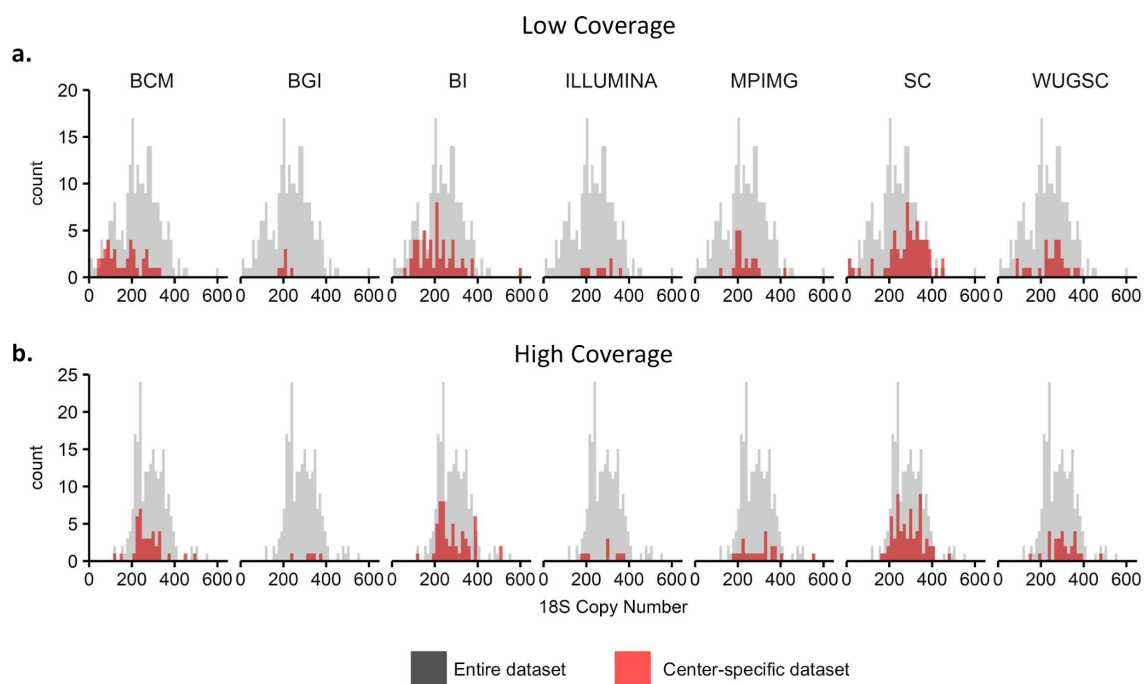 Low Coverage
a.
BCM BGI BI ILLUMINA MPIMG SC WUGSC
20
15
10
5
0
count
0 200 400 600 0 200 400 600 0 200 400 600 0 200 400 600 0 200 400 600 0 200 400 600 0 200 400 600
b.
High Coverage
25
20
15
10
5
0
count
0 200 400 600 0 200 400 600 0 200 400 600 0 200 400 600 0 200 400 600 0 200 400 600 0 200 400 600
18S Copy Number
Entire dataset Center-specific dataset